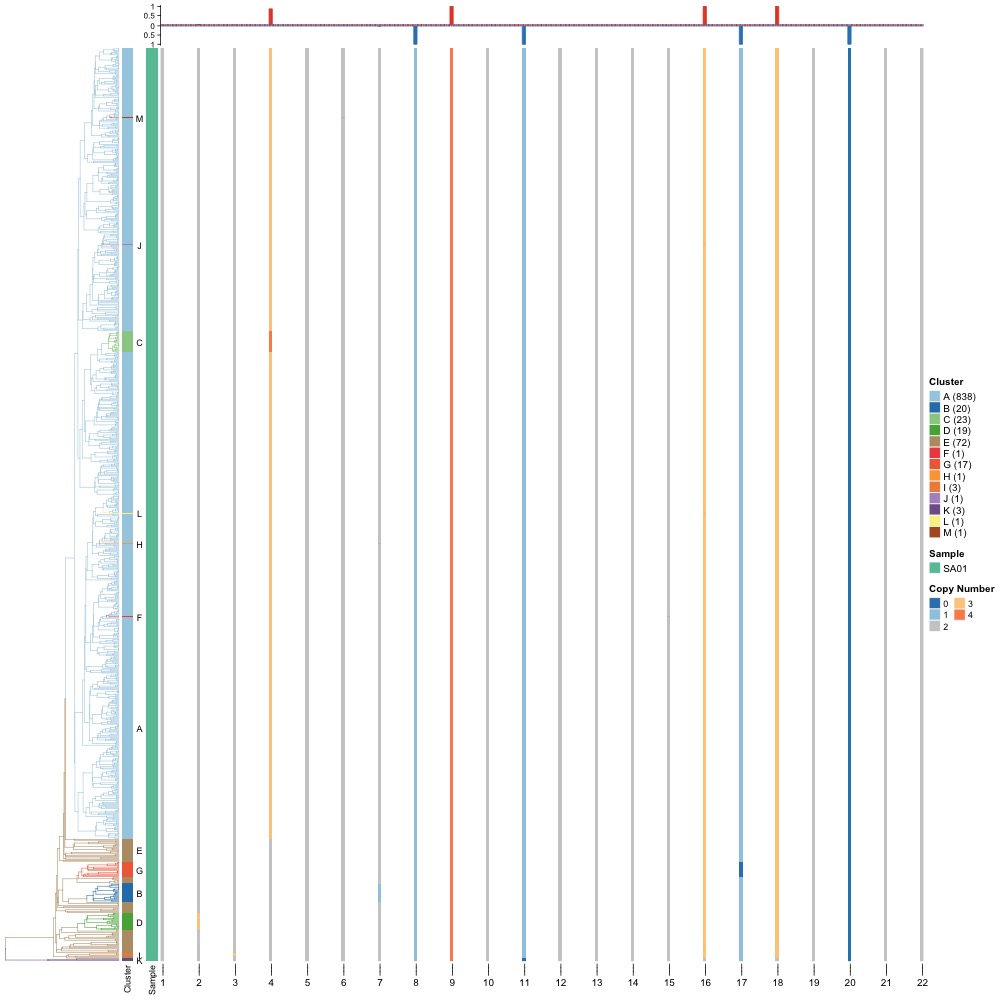 1
0.5
0
0.5
1
M
J
C
L
H
F
A
E
G
B
D
I
K
Cluster
Sample
1 2 3 4 5 6 7 8 9 10 11 12 13 14 15 16 17 18 19 20 21 22
Cluster
A (838)
B (20)
C (23)
D (19)
E (72)
F (1)
G (17)
H (1)
I (3)
J (1)
K (3)
L (1)
M (1)
Sample
SA01
Copy Number
0 3
1 4
2